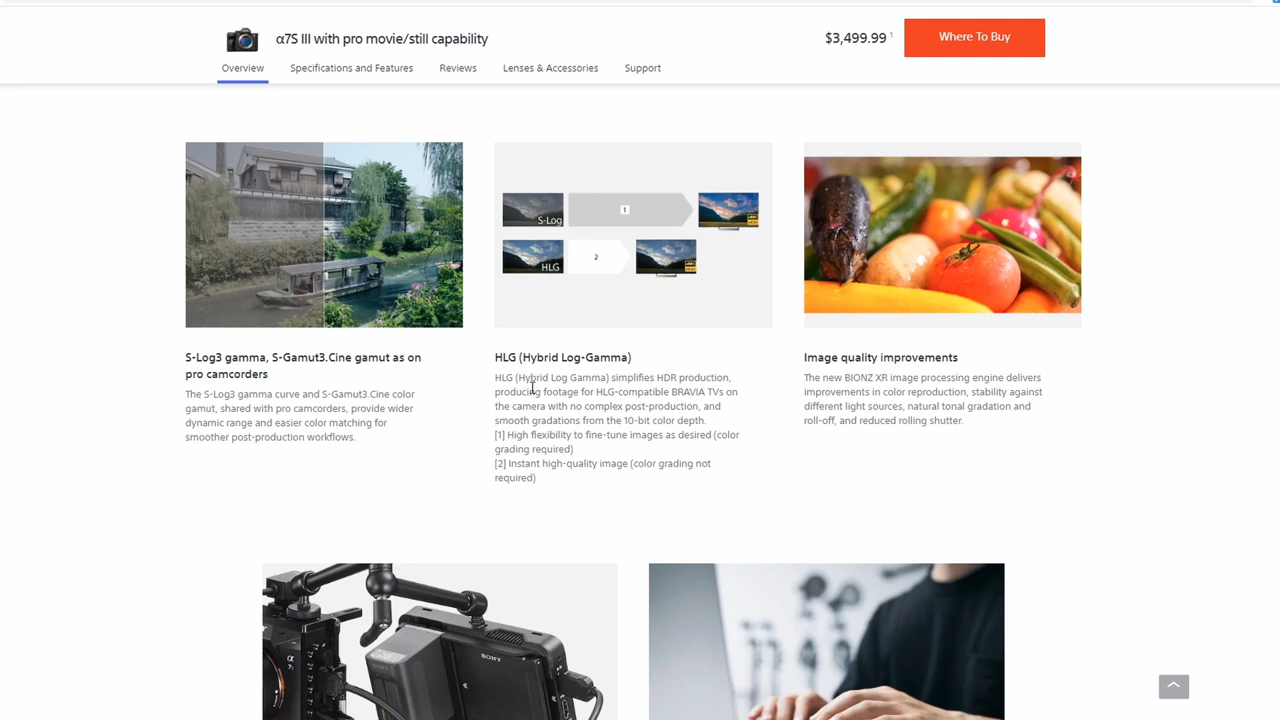 α7S III with pro movie/still capability
$3,499.99 1
Where To Buy
Overview
Specifications and Features
Reviews
Lenses & Accessories
Support
S-Log
1
HLG
2
S-Log3 gamma, S-Gamut3.Cine gamut as on
pro camcorders
The S-Log3 gamma curve and S-Gamut3.Cine color
gamut, shared with pro camcorders, provide wider
dynamic range and easier color matching for
smoother post-production workflows.
HLG (Hybrid Log-Gamma)
HLG (Hybrid Log Gamma) simplifies HDR production,
producing footage for HLG-compatible BRAVIA TVs on
the camera with no complex post-production, and
smooth gradations from the 10-bit color depth.
[1] High flexibility to fine-tune images as desired (color
grading required)
[2] Instant high-quality image (color grading not
required)
Image quality improvements
The new BIONZ XR image processing engine delivers
improvements in color reproduction, stability against
different light sources, natural tonal gradation and
roll-off, and reduced rolling shutter.
SONY